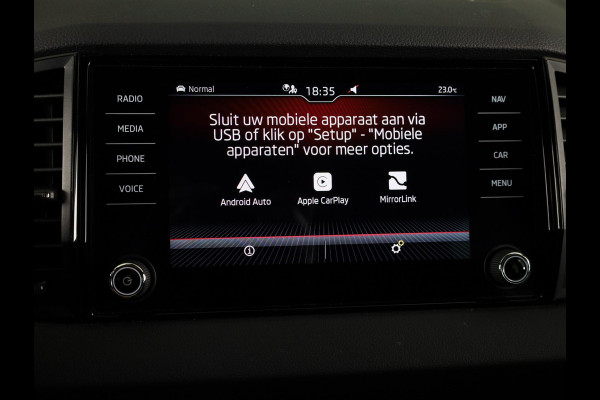 Normal 18:35 23.0°C
RADIO
MEDIA
PHONE
VOICE
Sluit uw mobiele apparaat aan via
USB of klik op "Setup" - "Mobiele
apparaten" voor meer opties.
Android Auto Apple CarPlay MirrorLink
NAV
APP
CAR
MENU